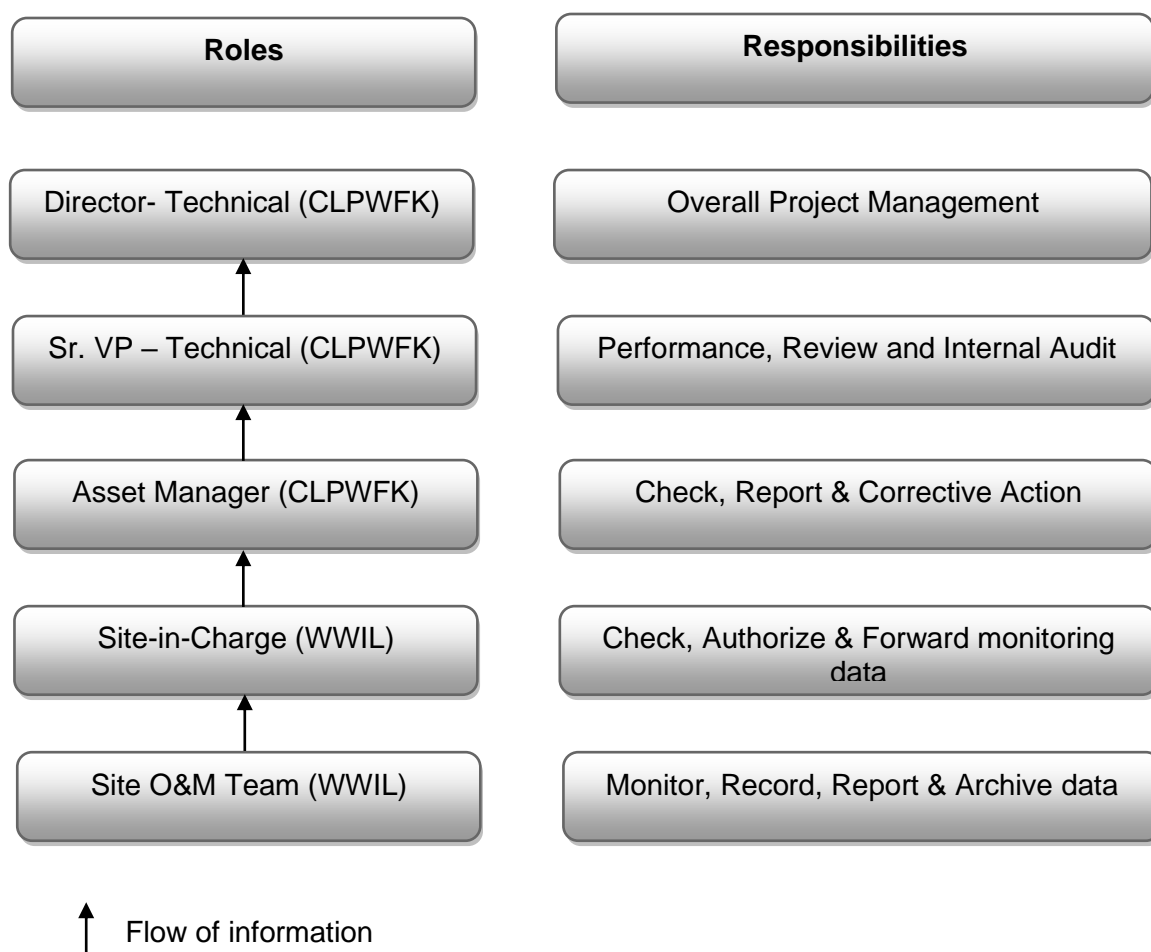 Roles
Responsibilities
Director- Technical (CLPWFK)
Overall Project Management
Sr. VP – Technical (CLPWFK)
Performance, Review and Internal Audit
Asset Manager (CLPWFK)
Check, Report & Corrective Action
Site-in-Charge (WWIL)
Check, Authorize & Forward monitoring
data
Site O&M Team (WWIL)
Monitor, Record, Report & Archive data
Flow of information